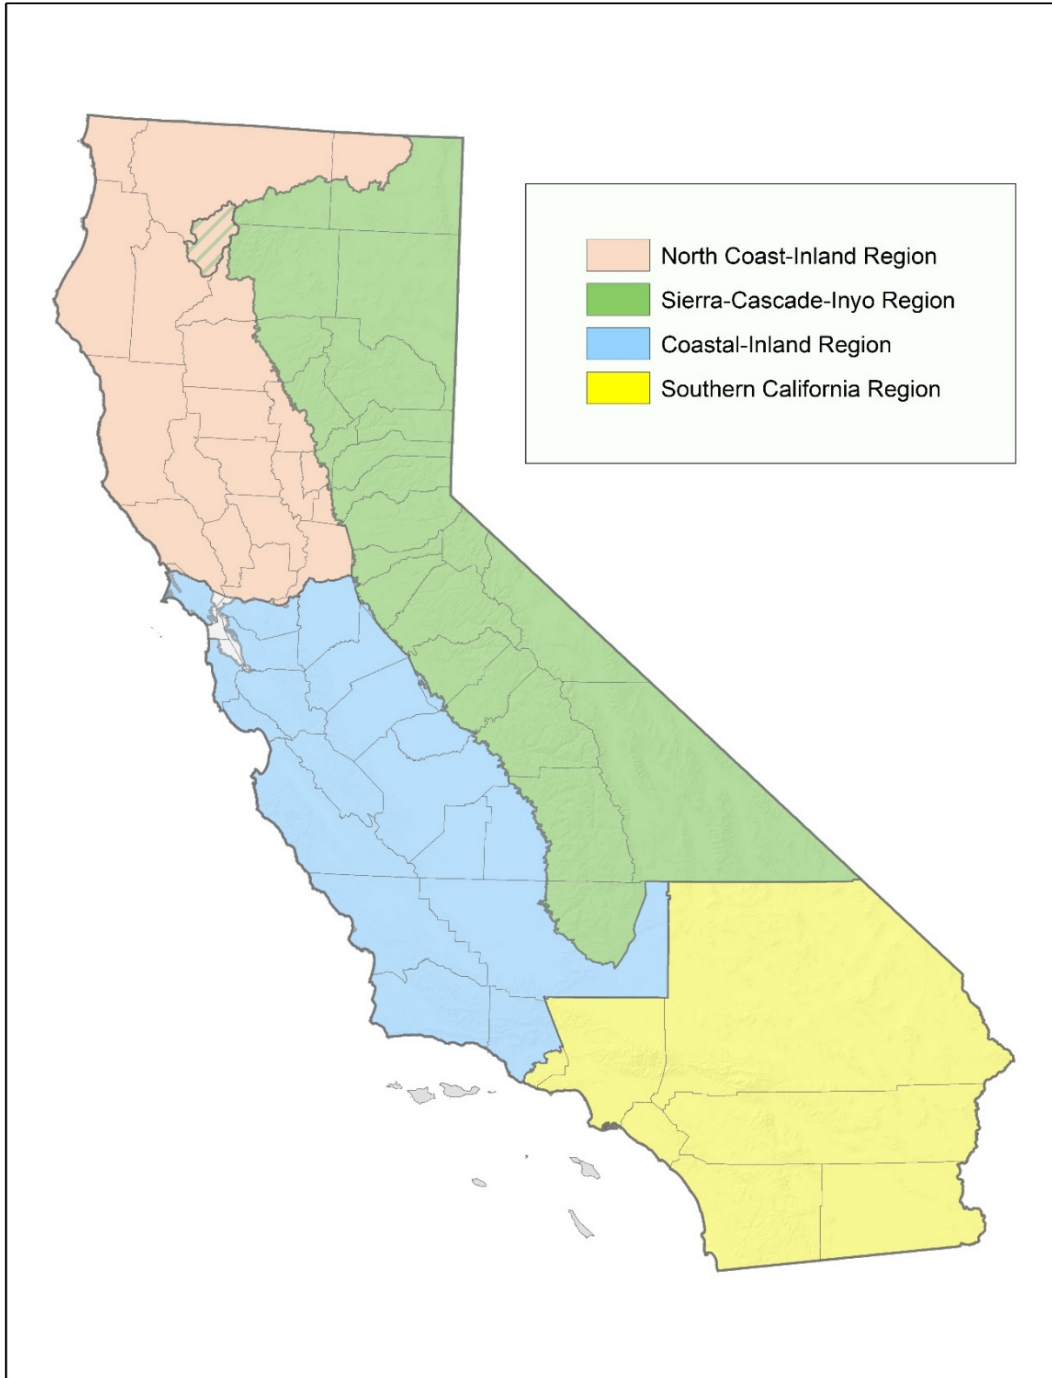 North Coast-Inland Region
Sierra-Cascade-Inyo Region
Coastal-Inland Region
Southern California Region